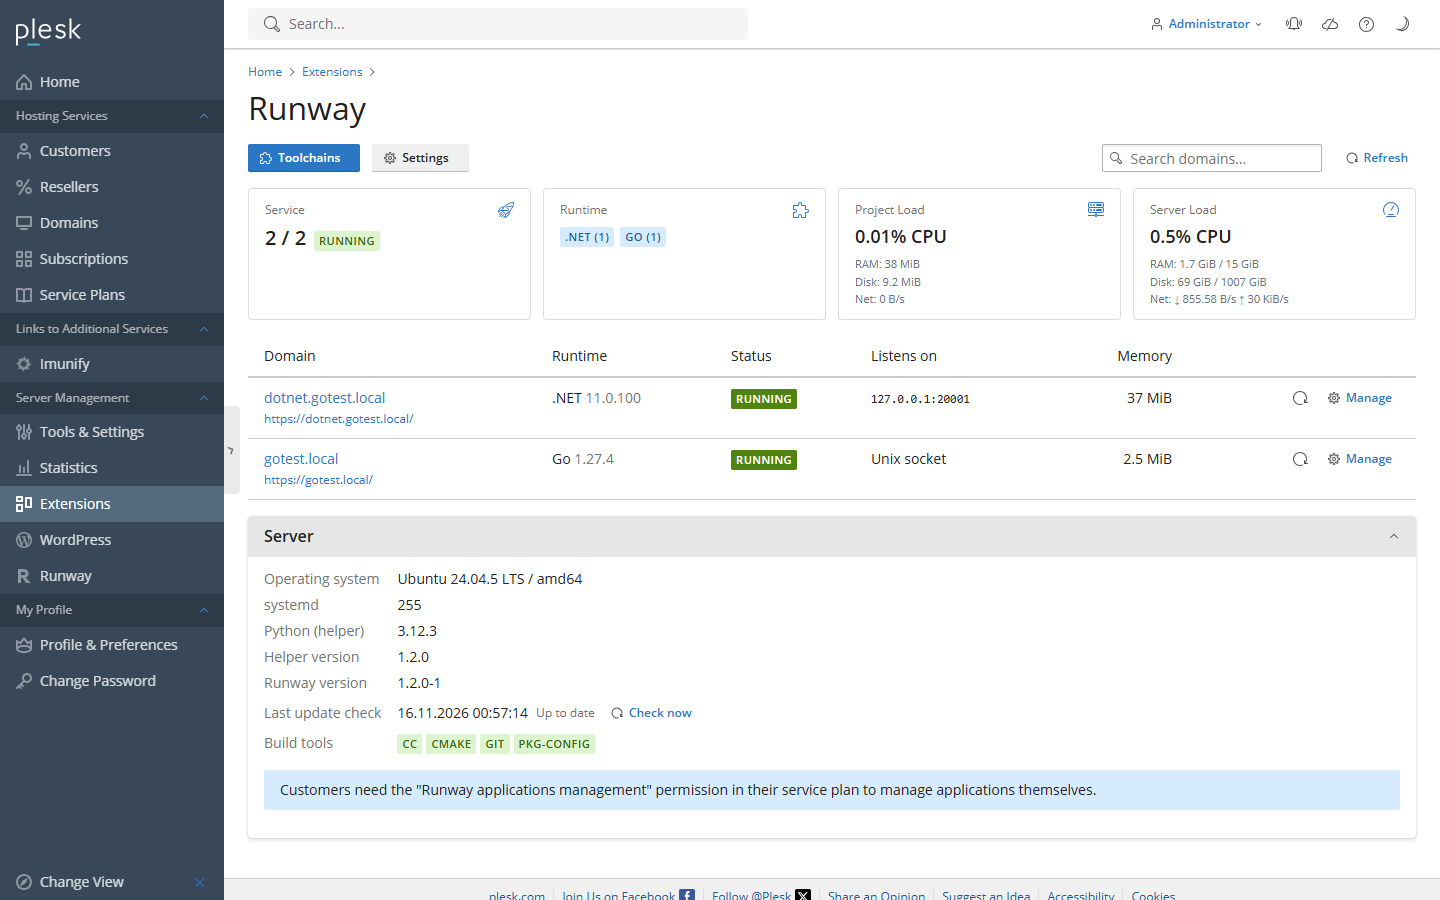 plesk
Search...
Administrator
Home
Hosting Services
Customers
Resellers
Domains
Subscriptions
Service Plans
Links to Additional Services
Imunify
Server Management
Tools & Settings
Statistics
Extensions
WordPress
Runway
My Profile
Profile & Preferences
Change Password
Change View
Home > Extensions >
Runway
Toolchains
Settings
Search domains...
Refresh
Service
2 / 2 RUNNING
Runtime
.NET (1) GO (1)
Project Load
0.01% CPU
RAM: 38 MiB
Disk: 9.2 MiB
Net: 0 B/s
Server Load
0.5% CPU
RAM: 1.7 GiB / 15 GiB
Disk: 69 GiB / 1007 GiB
Net: ↓ 855.58 B/s ↑ 30 KiB/s
Domain Runtime Status Listens on Memory
dotnet.gotest.local .NET 11.0.100 RUNNING 127.0.0.1:20001 37 MiB Manage
https://dotnet.gotest.local/
gotest.local Go 1.27.4 RUNNING Unix socket 2.5 MiB Manage
https://gotest.local/
Server
Operating system Ubuntu 24.04.5 LTS / amd64
systemd 255
Python (helper) 3.12.3
Helper version 1.2.0
Runway version 1.2.0-1
Last update check 16.11.2026 00:57:14 Up to date Check now
Build tools CC CMAKE GIT PKG-CONFIG
Customers need the "Runway applications management" permission in their service plan to manage applications themselves.
plesk.com Join Us on Facebook Follow @Plesk Share an Opinion Suggest an Idea Accessibility Cookies